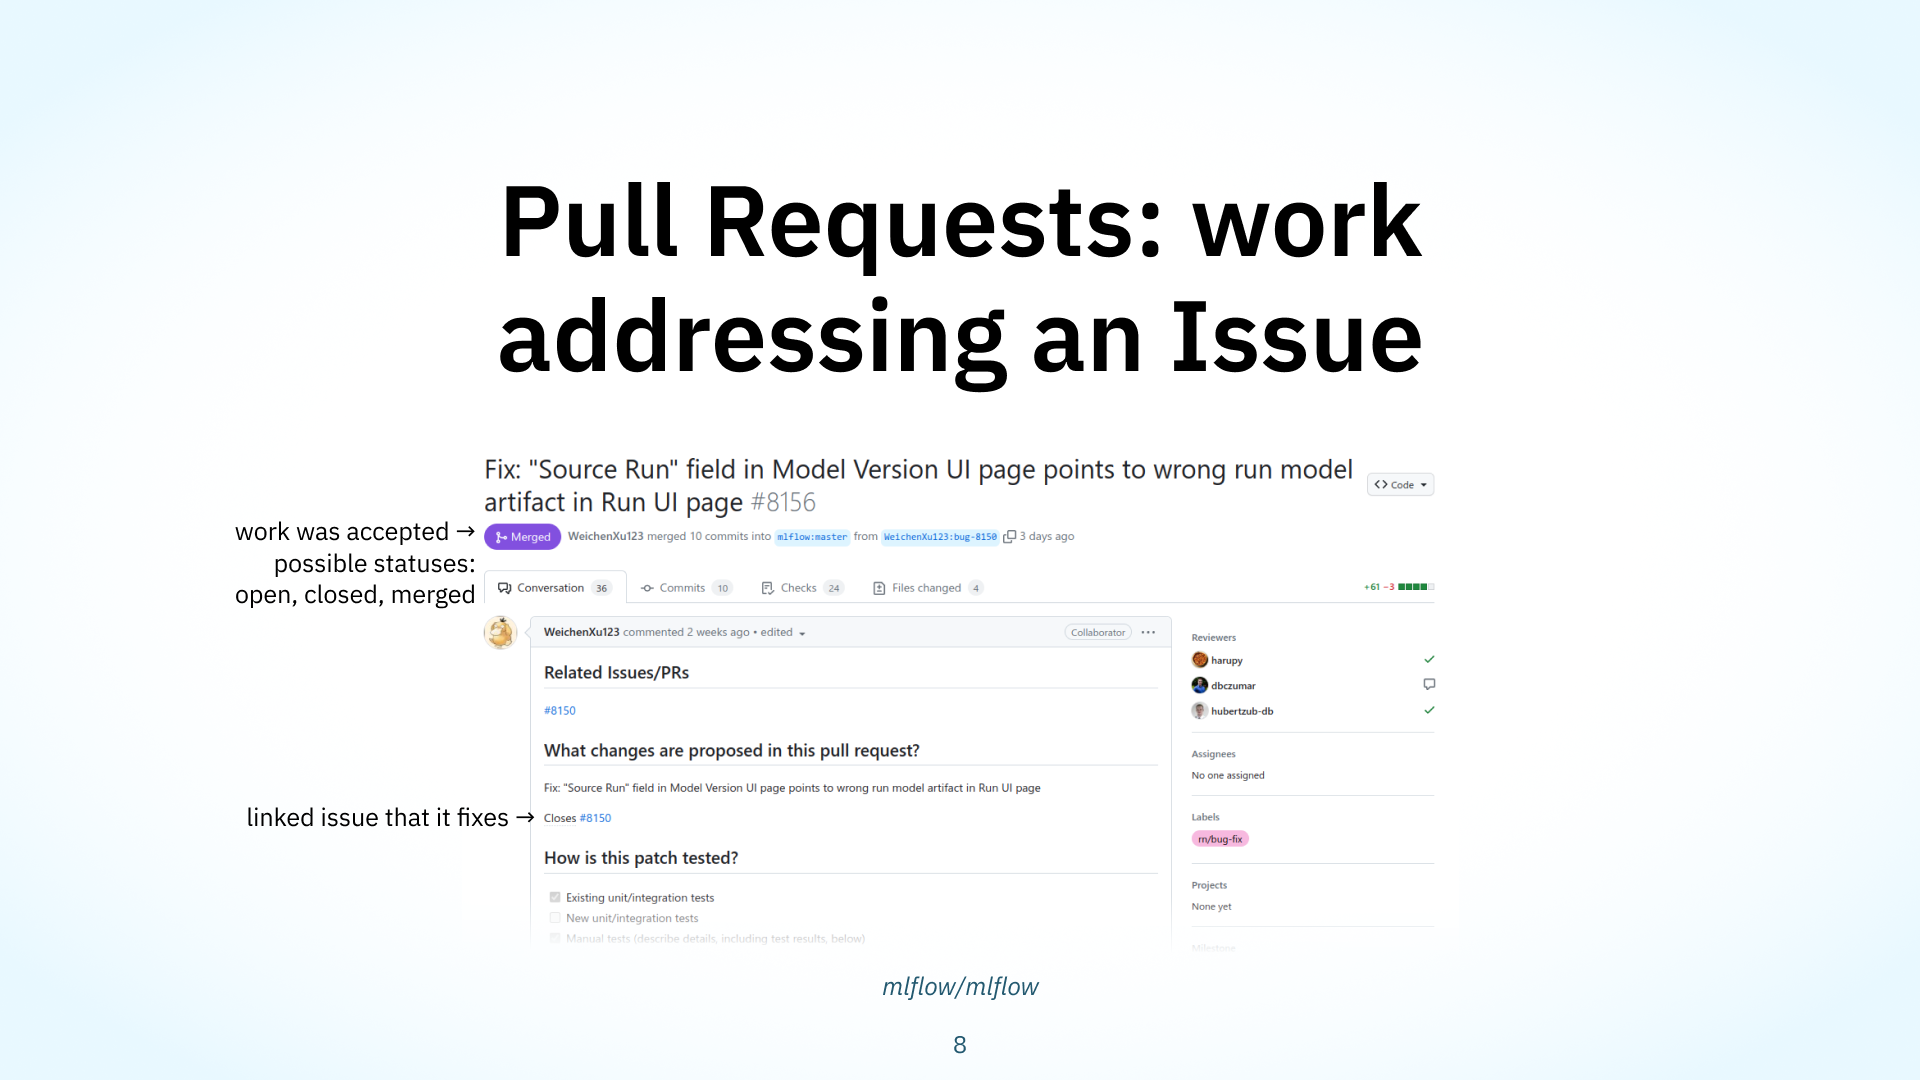 Pull Requests: work
addressing an Issue
Fix: "Source Run" field in Model Version UI page points to wrong run model
artifact in Run UI page #8156
Code
work was accepted →
possible statuses:
open, closed, merged
Merged WeichenXu123 merged 10 commits into mlflow:master from WeichenXu123:bug-8150 3 days ago
Conversation 36 Commits 10 Checks 24 Files changed 4
+61 −3
WeichenXu123 commented 2 weeks ago • edited
Collaborator ···
Related Issues/PRs
#8150
What changes are proposed in this pull request?
Fix: "Source Run" field in Model Version UI page points to wrong run model artifact in Run UI page
linked issue that it fixes →
Closes #8150
How is this patch tested?
Existing unit/integration tests
New unit/integration tests
Manual tests (describe details, including test results, below)
Reviewers
harupy
dbczumar
hubertzub-db
Assignees
No one assigned
Labels
rn/bug-fix
Projects
None yet
Milestone
mlflow/mlflow
8